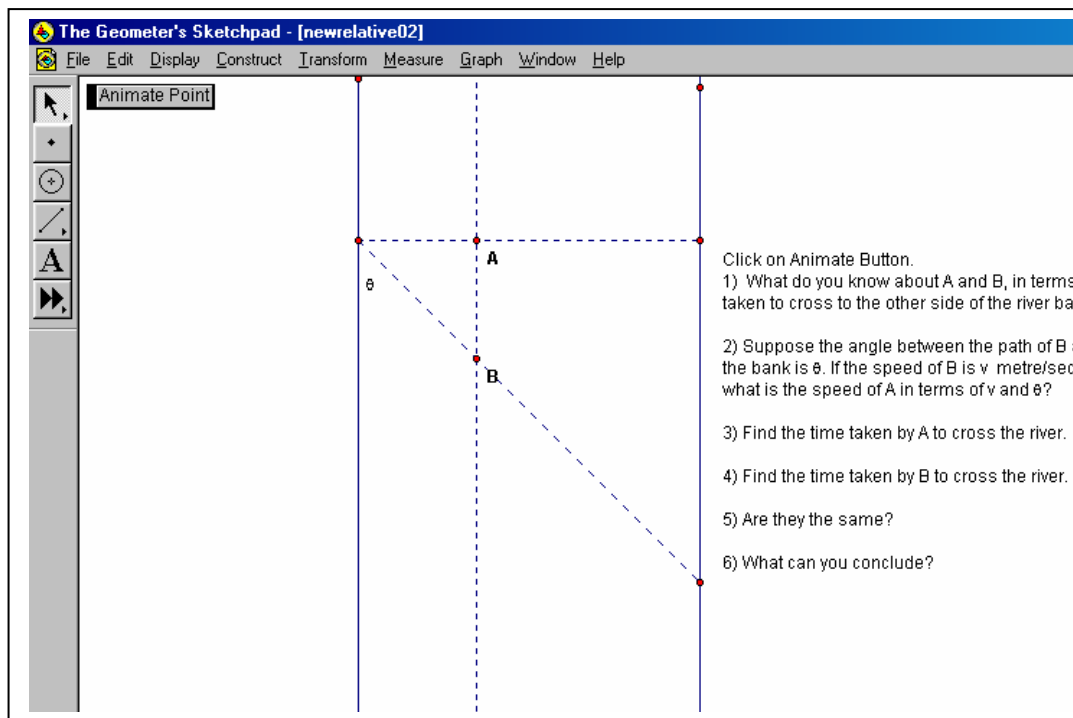 The Geometer's Sketchpad - [newrelative02]
File Edit Display Construct Transform Measure Graph Window Help
Animate Point
A
A
θ
B
Click on Animate Button.
1) What do you know about A and B, in terms
taken to cross to the other side of the river ba
2) Suppose the angle between the path of B
the bank is θ. If the speed of B is v metre/sec
what is the speed of A in terms of v and θ?
3) Find the time taken by A to cross the river.
4) Find the time taken by B to cross the river.
5) Are they the same?
6) What can you conclude?